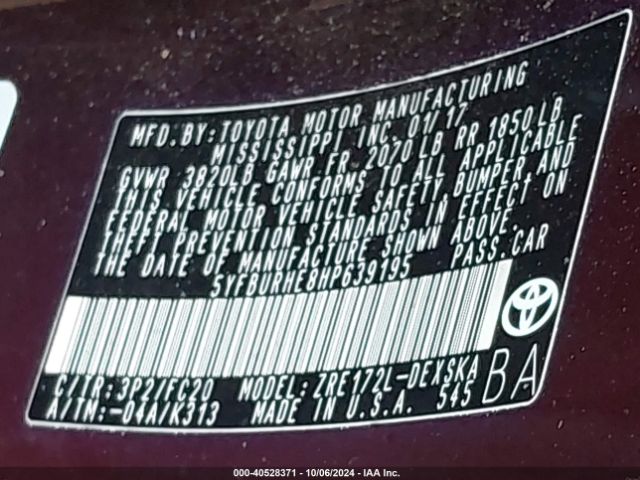 MFD. BY: TOYOTA MOTOR MANUFACTURING
MISSISSIPPI, INC. 01/17
GVWR 3820LB GAWR FR 2070 LB RR 1850LB
THIS VEHICLE CONFORMS TO ALL APPLICABLE
FEDERAL MOTOR VEHICLE SAFETY, BUMPER, AND
THEFT PREVENTION STANDARDS IN EFFECT ON
THE DATE OF MANUFACTURE SHOWN ABOVE.
5YFBURHE8HP639195 PASS. CAR
C/TR: 3P2/FC20 MODEL: ZRE172L-DEXSKA
A/TM: -04A/K313 MADE IN U.S.A. 545
BA
000-40528371 | 10/06/2024 | IAA Inc.